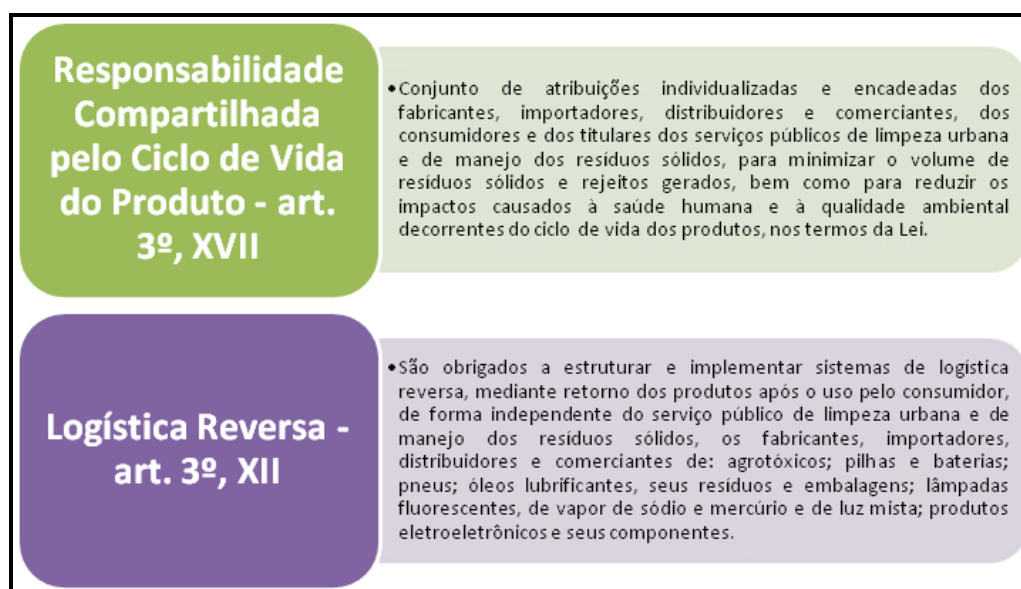 Responsabilidade
Compartilhada
pelo Ciclo de Vida
do Produto - art.
3º, XVII
•Conjunto de atribuições individualizadas e encadeadas dos
fabricantes, importadores, distribuidores e comerciantes, dos
consumidores e dos titulares dos serviços públicos de limpeza urbana
e de manejo dos resíduos sólidos, para minimizar o volume de
resíduos sólidos e rejeitos gerados, bem como para reduzir os
impactos causados à saúde humana e à qualidade ambiental
decorrentes do ciclo de vida dos produtos, nos termos da Lei.
Logística Reversa -
art. 3º, XII
•São obrigados a estruturar e implementar sistemas de logística
reversa, mediante retorno dos produtos após o uso pelo consumidor,
de forma independente do serviço público de limpeza urbana e de
manejo dos resíduos sólidos, os fabricantes, importadores,
distribuidores e comerciantes de: agrotóxicos; pilhas e baterias;
pneus; óleos lubrificantes, seus resíduos e embalagens; lâmpadas
fluorescentes, de vapor de sódio e mercúrio e de luz mista; produtos
eletroeletrônicos e seus componentes.